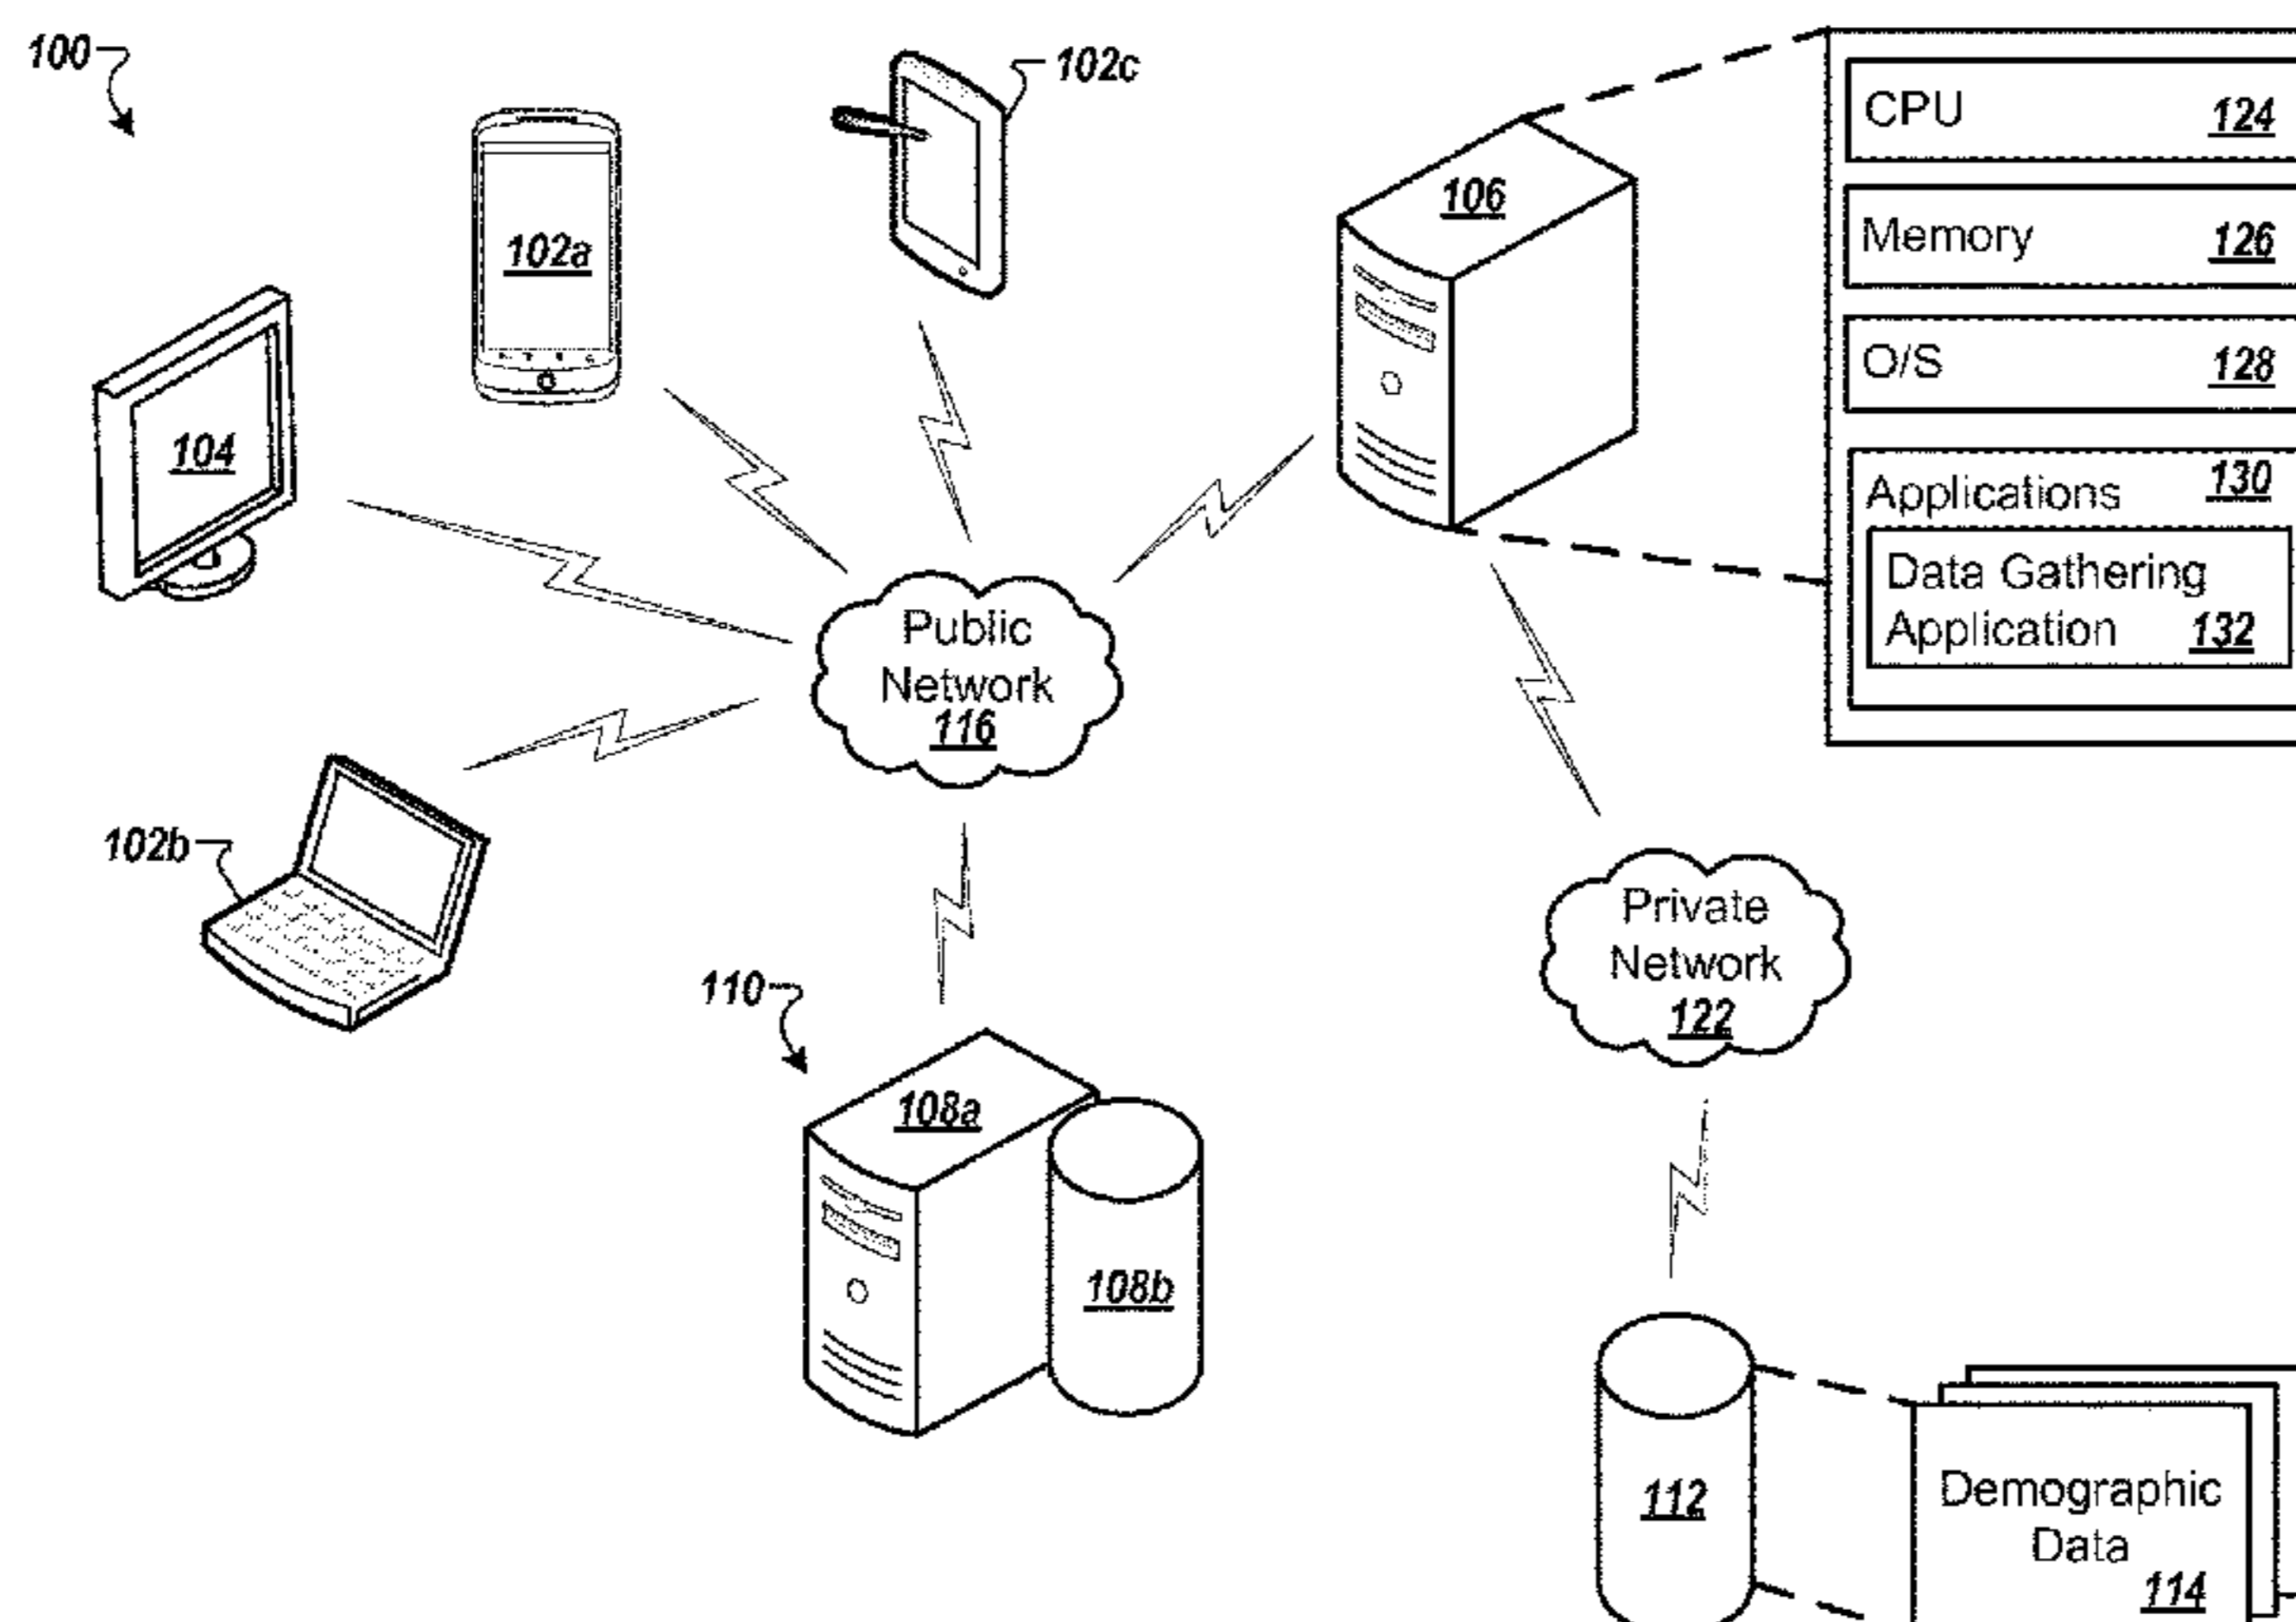 100
102c
102a
104
106
CPU 124
Memory 126
O/S 128
Applications 130
Data Gathering
Application 132
Public
Network
116
102b
110
108a
108b
Private
Network
122
112
Demographic
Data
114